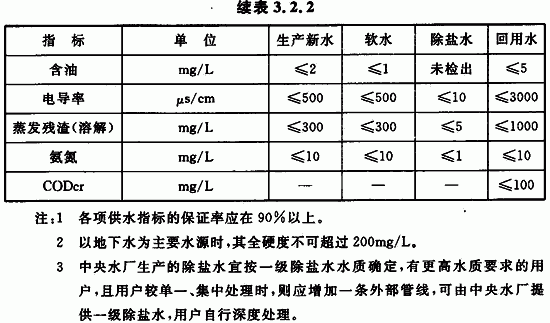 续表3.2.2
指 标 单 位 生产新水 软水 除盐水 回用水
含油 mg/L ≤2 ≤1 未检出 ≤5
电导率 μs/cm ≤500 ≤500 ≤10 ≤3000
蒸发残渣(溶解) mg/L ≤300 ≤300 ≤5 ≤1000
氨氮 mg/L ≤10 ≤10 ≤1 ≤10
CODcr mg/L — — — ≤100
注:1 各项供水指标的保证率应在90%以上。
2 以地下水为主要水源时,其全硬度不可超过200mg/L。
3 中央水厂生产的除盐水宜按一级除盐水水质确定,有更高水质要求的用
户,且用户较单一、集中处理时,则应增加一条外部管线,可由中央水厂提
供一级除盐水,用户自行深度处理。